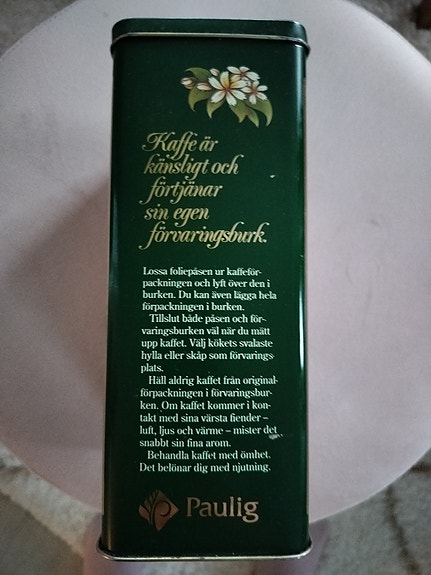 Kaffe är
känsligt och
förtjänar
sin egen
förvaringsburk.
Lossa foliepåsen ur kaffeför-
packningen och lyft över den i
burken. Du kan även lägga hela
förpackningen i burken.
Tillslut både påsen och för-
varingsburken väl när du mätt
upp kaffet. Välj kökets svalaste
hylla eller skåp som förvarings-
plats.
Häll aldrig kaffet från original-
förpackningen i förvaringsbur-
ken. Om kaffet kommer i kon-
takt med sina värsta fiender –
luft, ljus och värme – mister det
snabbt sin fina arom.
Behandla kaffet med ömhet.
Det belönar dig med njutning.
Paulig